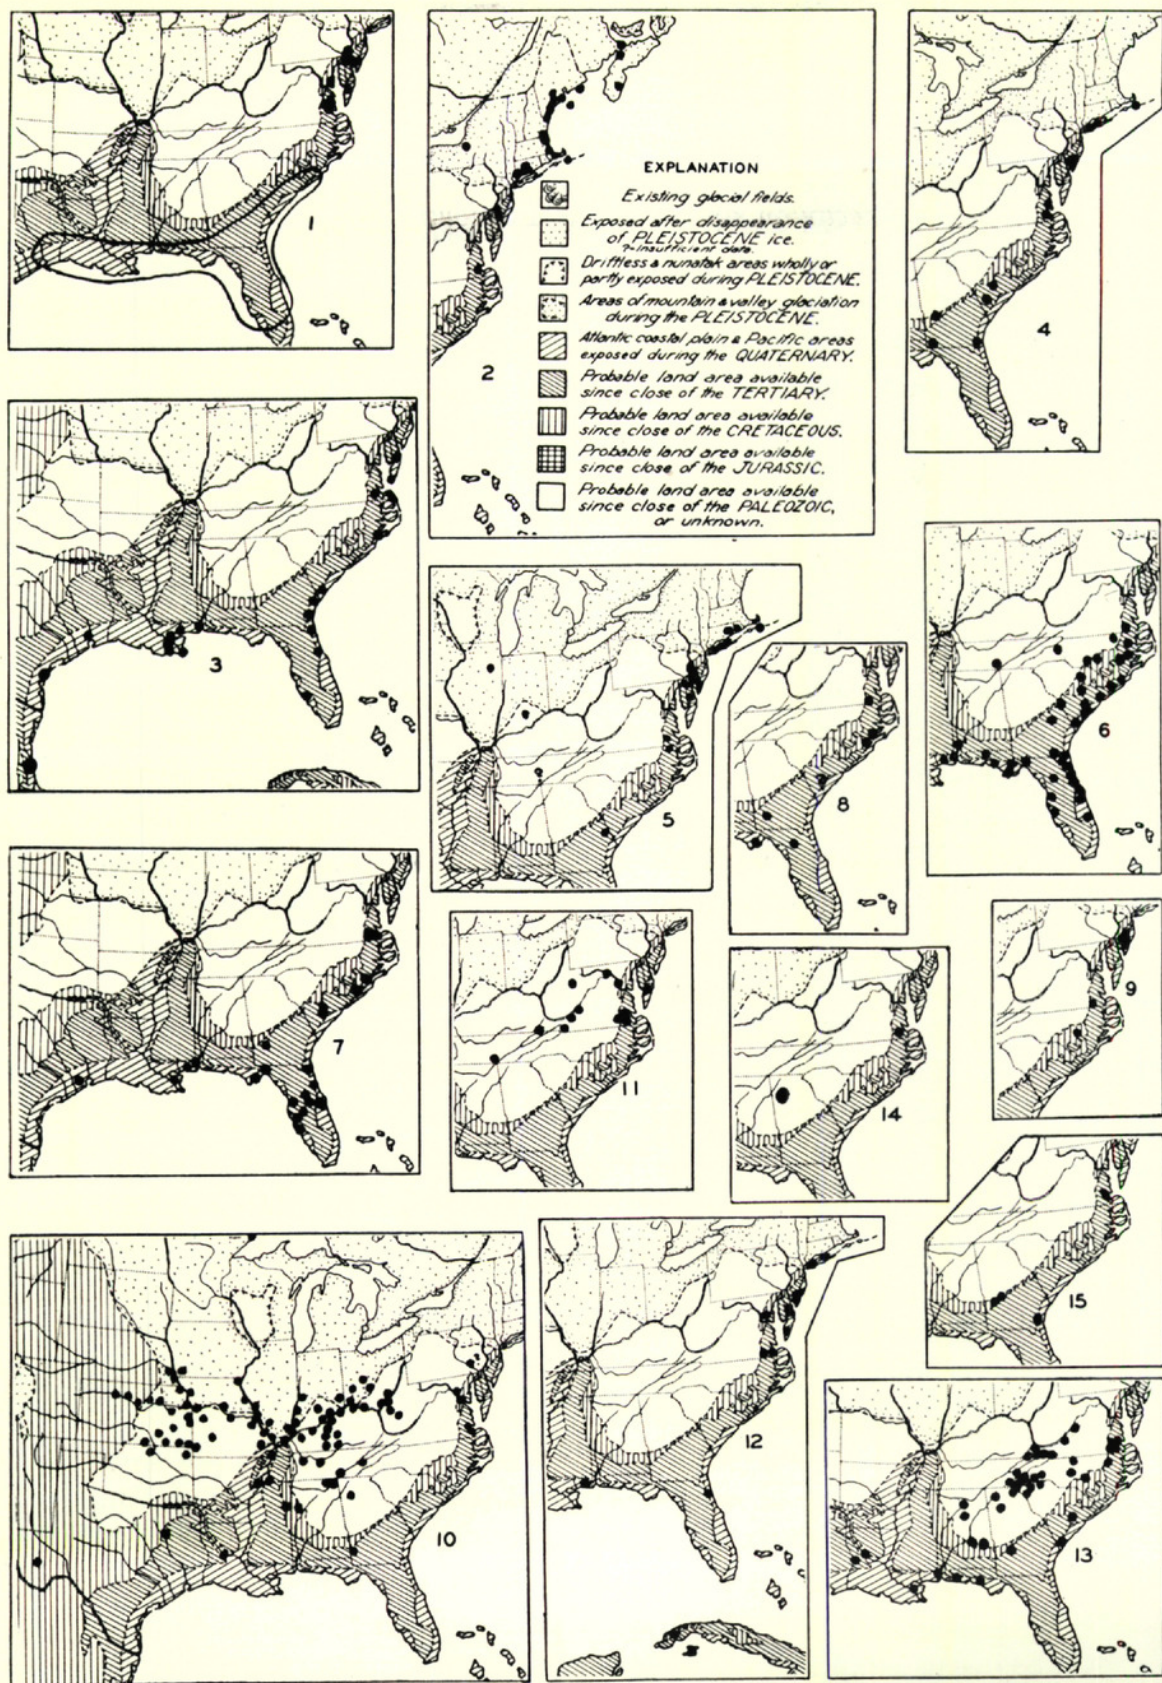 1
2
EXPLANATION
Existing glacial fields.
Exposed after disappearance
of PLEISTOCENE ice.
?-insufficient data.
Driftless & nunatak areas wholly or
partly exposed during PLEISTOCENE.
Areas of mountain & valley glaciation
during the PLEISTOCENE.
Atlantic coastal plain & Pacific areas
exposed during the QUATERNARY.
Probable land area available
since close of the TERTIARY.
Probable land area available
since close of the CRETACEOUS.
Probable land area available
since close of the JURASSIC.
Probable land area available
since close of the PALEOZOIC,
or unknown.
4
3
5
8
6
7
11
14
9
15
10
12
13